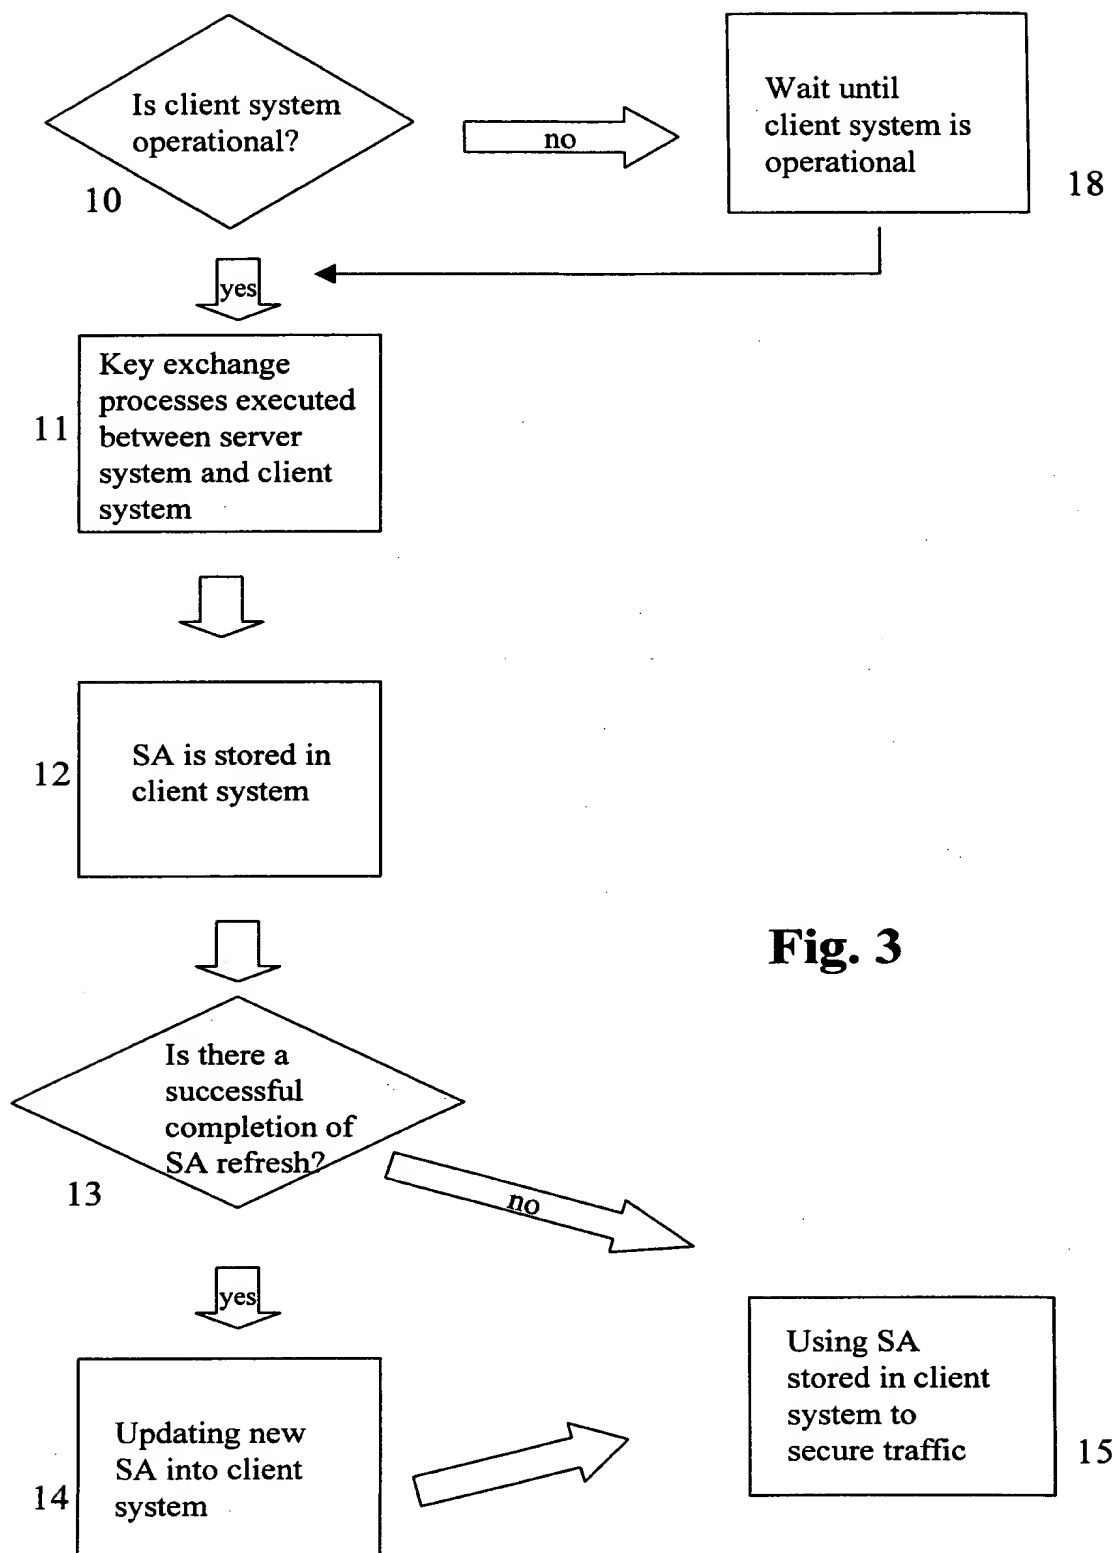 Is client system
operational?
10
no
Wait until
client system is
operational
18
yes
Key exchange
processes executed
between server
system and client
system
11
SA is stored in
client system
12
Fig. 3
Is there a
successful
completion of
SA refresh?
13
no
yes
Updating new
SA into client
system
14
Using SA
stored in client
system to
secure traffic
15